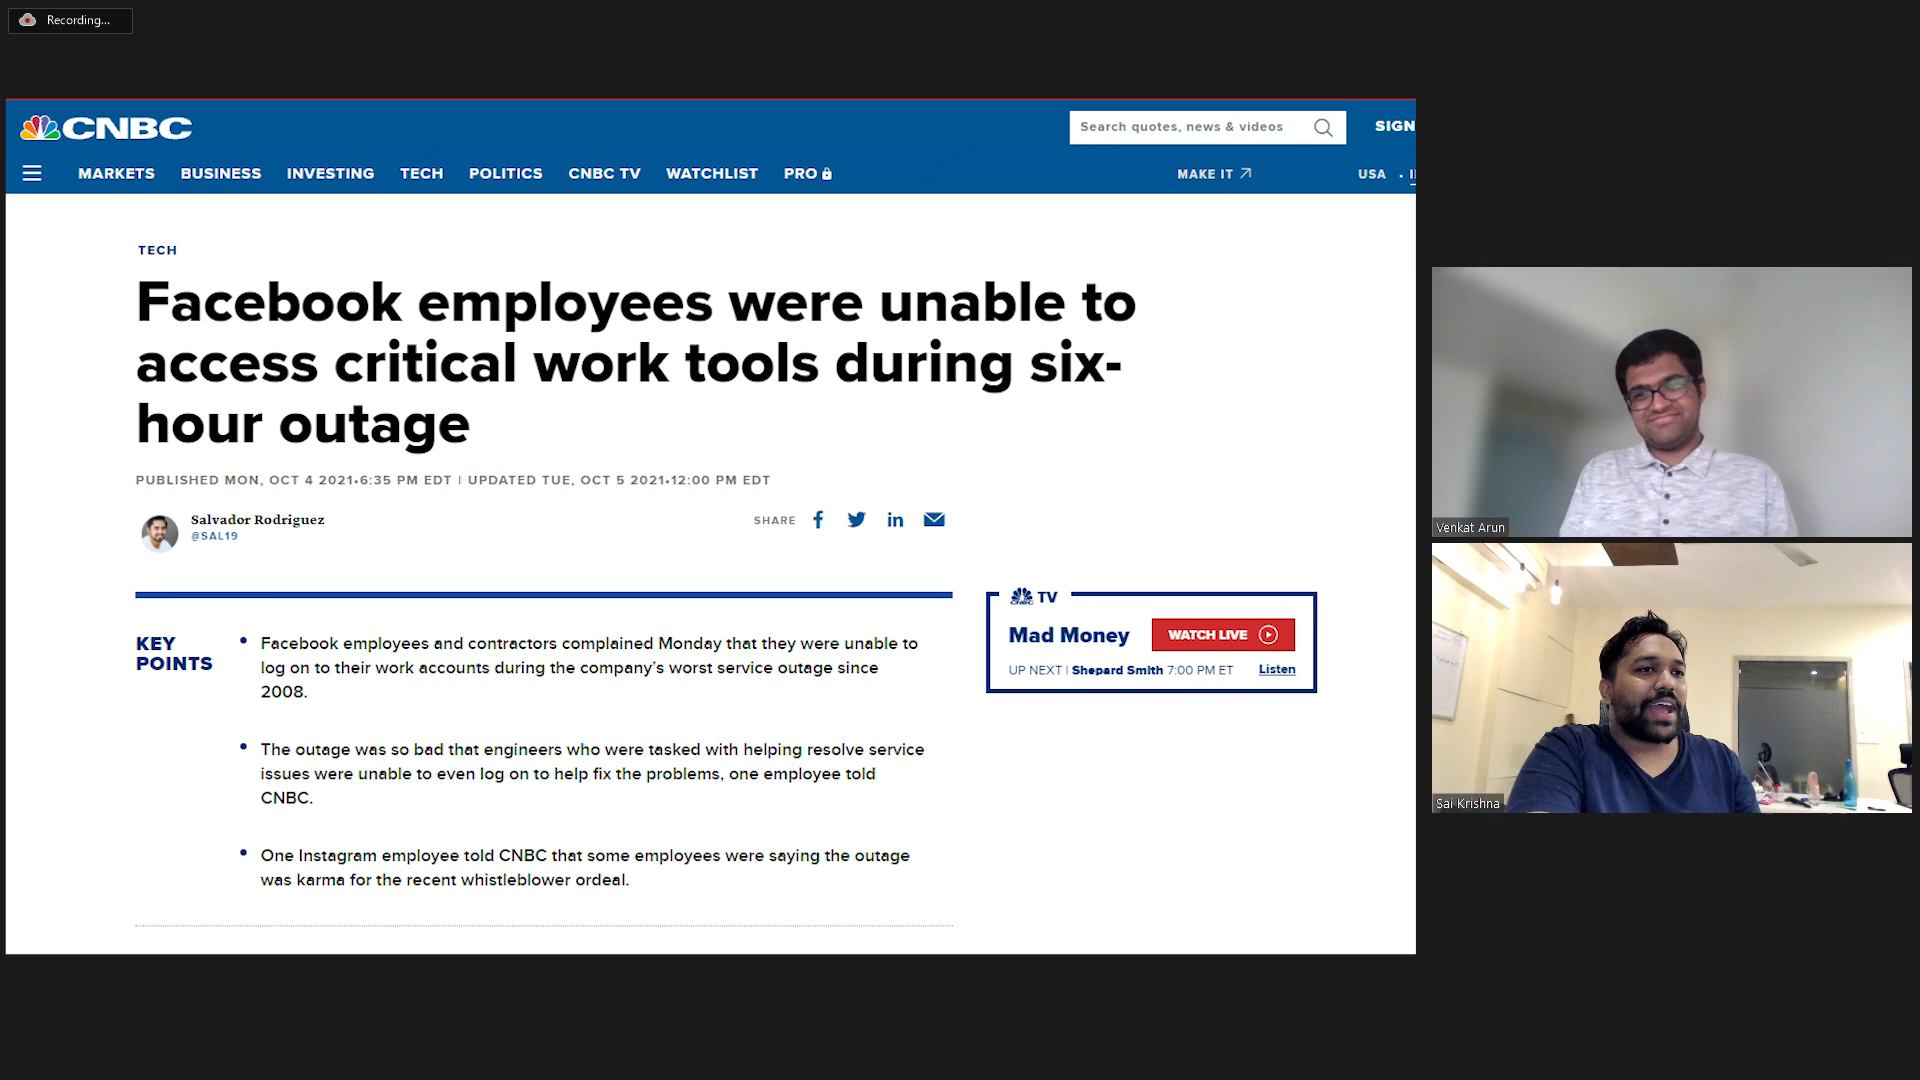 Recording...
CNBC
Search quotes, news & videos
SIGN
MARKETS BUSINESS INVESTING TECH POLITICS CNBC TV WATCHLIST PRO
MAKE IT
USA
TECH
Facebook employees were unable to
access critical work tools during six-
hour outage
PUBLISHED MON, OCT 4 2021•6:35 PM EDT | UPDATED TUE, OCT 5 2021•12:00 PM EDT
Salvador Rodriguez
@SAL19
SHARE
KEY
POINTS
• Facebook employees and contractors complained Monday that they were unable to
log on to their work accounts during the company’s worst service outage since
2008.
• The outage was so bad that engineers who were tasked with helping resolve service
issues were unable to even log on to help fix the problems, one employee told
CNBC.
• One Instagram employee told CNBC that some employees were saying the outage
was karma for the recent whistleblower ordeal.
CNBC TV
Mad Money
WATCH LIVE
UP NEXT | Shepard Smith 7:00 PM ET
Listen
Venkat Arun
Sai Krishna